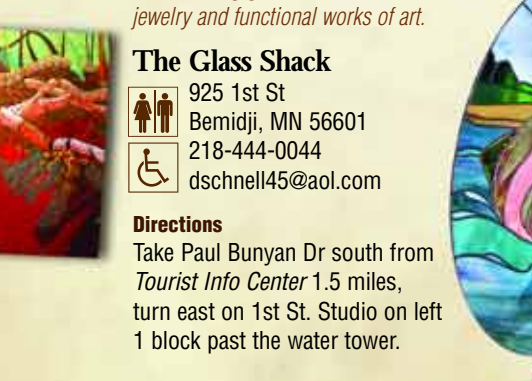 jewelry and functional works of art.
The Glass Shack
925 1st St
Bemidji, MN 56601
218-444-0044
dschnell45@aol.com
Directions
Take Paul Bunyan Dr south from
Tourist Info Center 1.5 miles,
turn east on 1st St. Studio on left
1 block past the water tower.